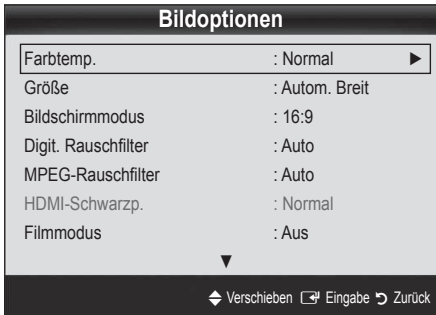 Bildoptionen
Farbtemp. : Normal ▶
Größe : Autom. Breit
Bildschirmmodus : 16:9
Digit. Rauschfilter : Auto
MPEG-Rauschfilter : Auto
HDMI-Schwarzp. : Normal
Filmmodus : Aus
▼
Verschieben Eingabe Zurück